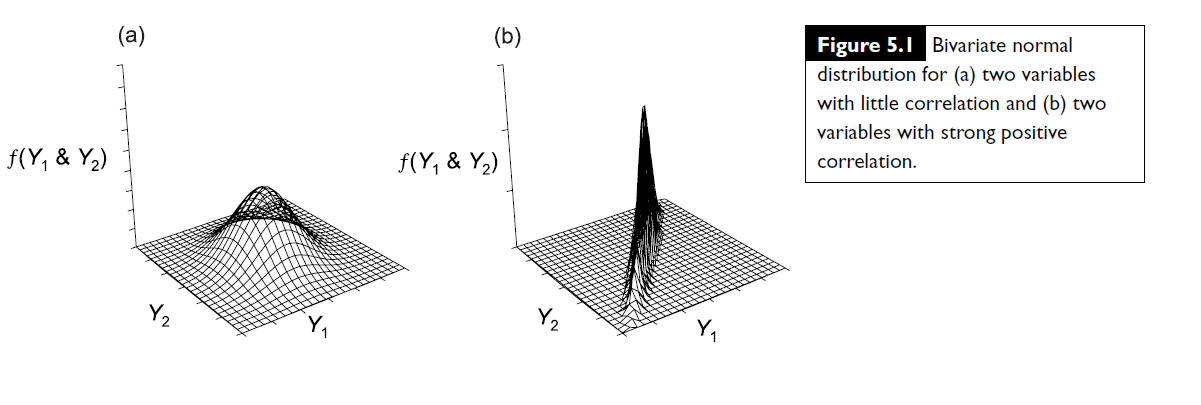 (a)
f(Y1 & Y2)
Y2
Y1
(b)
f(Y1 & Y2)
Y2
Y1
Figure 5.1 Bivariate normal
distribution for (a) two variables
with little correlation and (b) two
variables with strong positive
correlation.